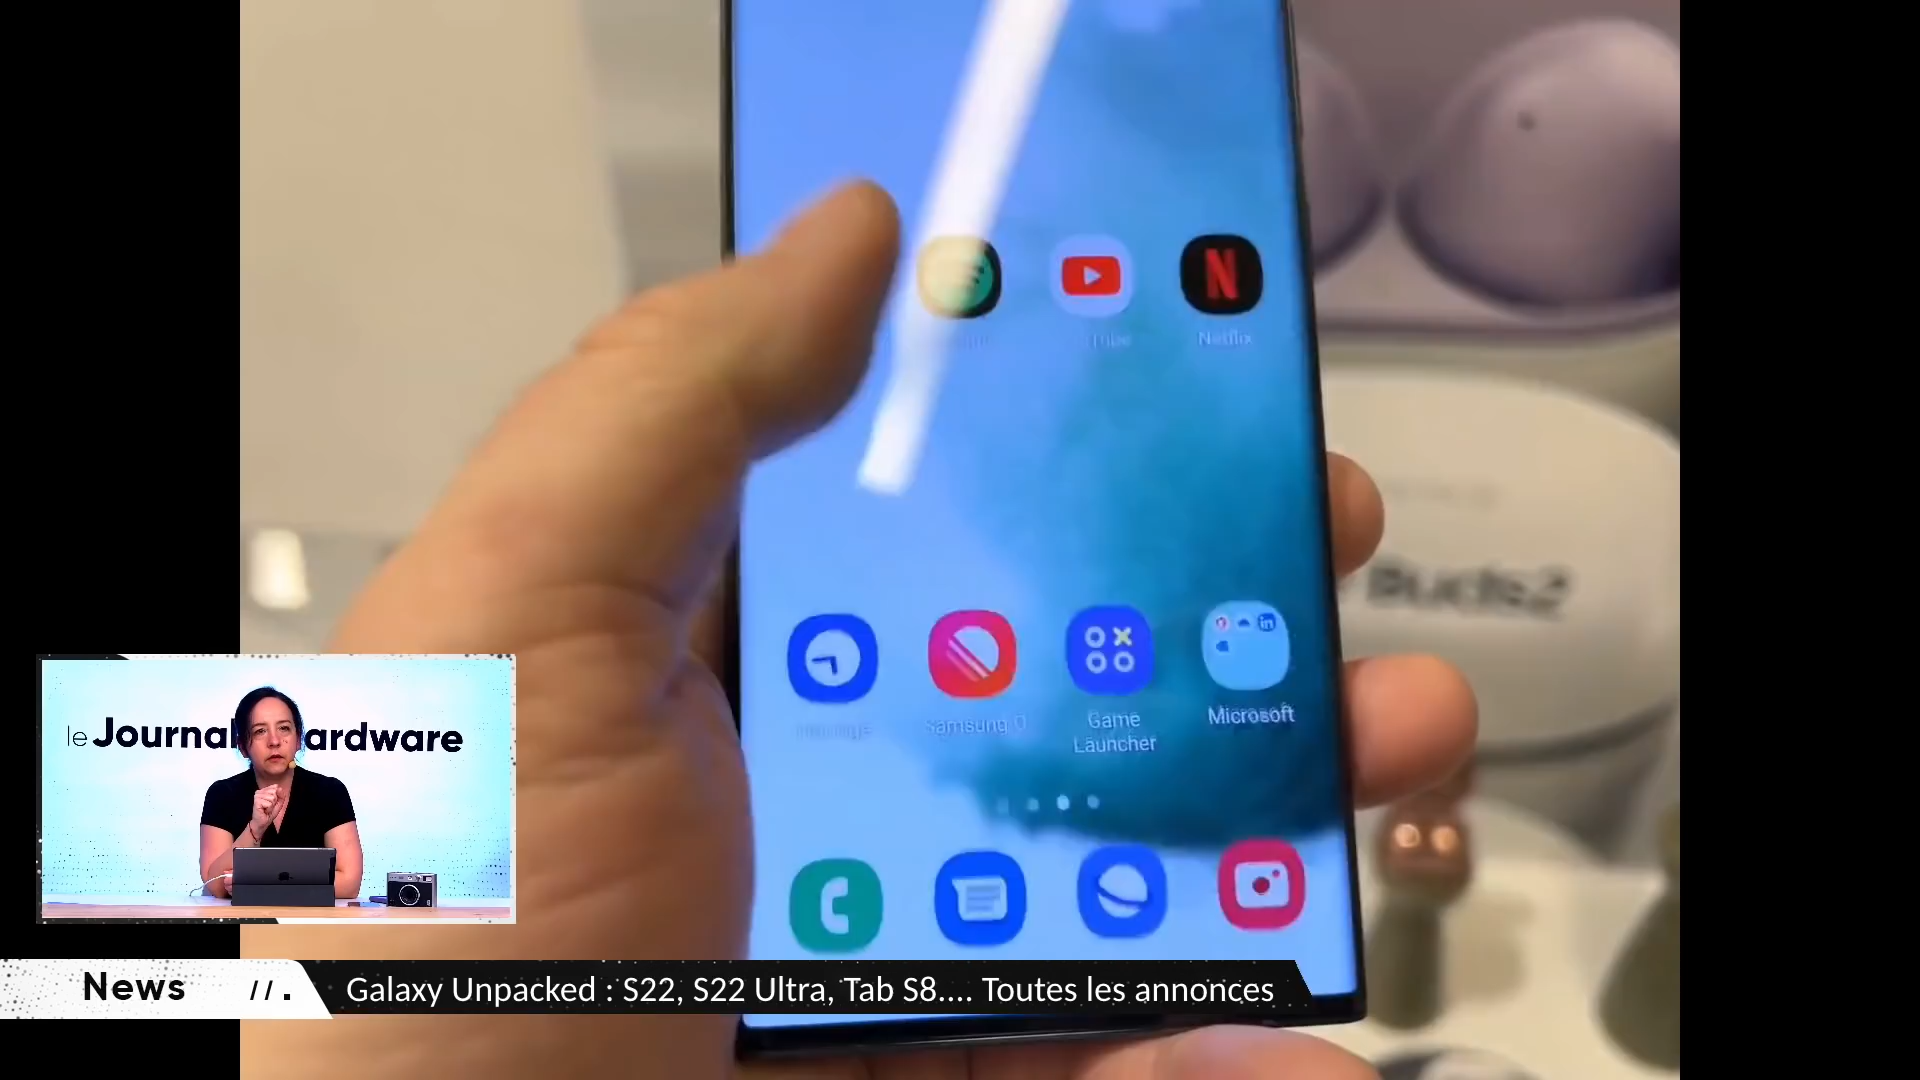 Netflix
Samsung O
Game
Launcher
Microsoft
Buds2
le Journal
ardware
News //.
Galaxy Unpacked : S22, S22 Ultra, Tab S8.... Toutes les annonces